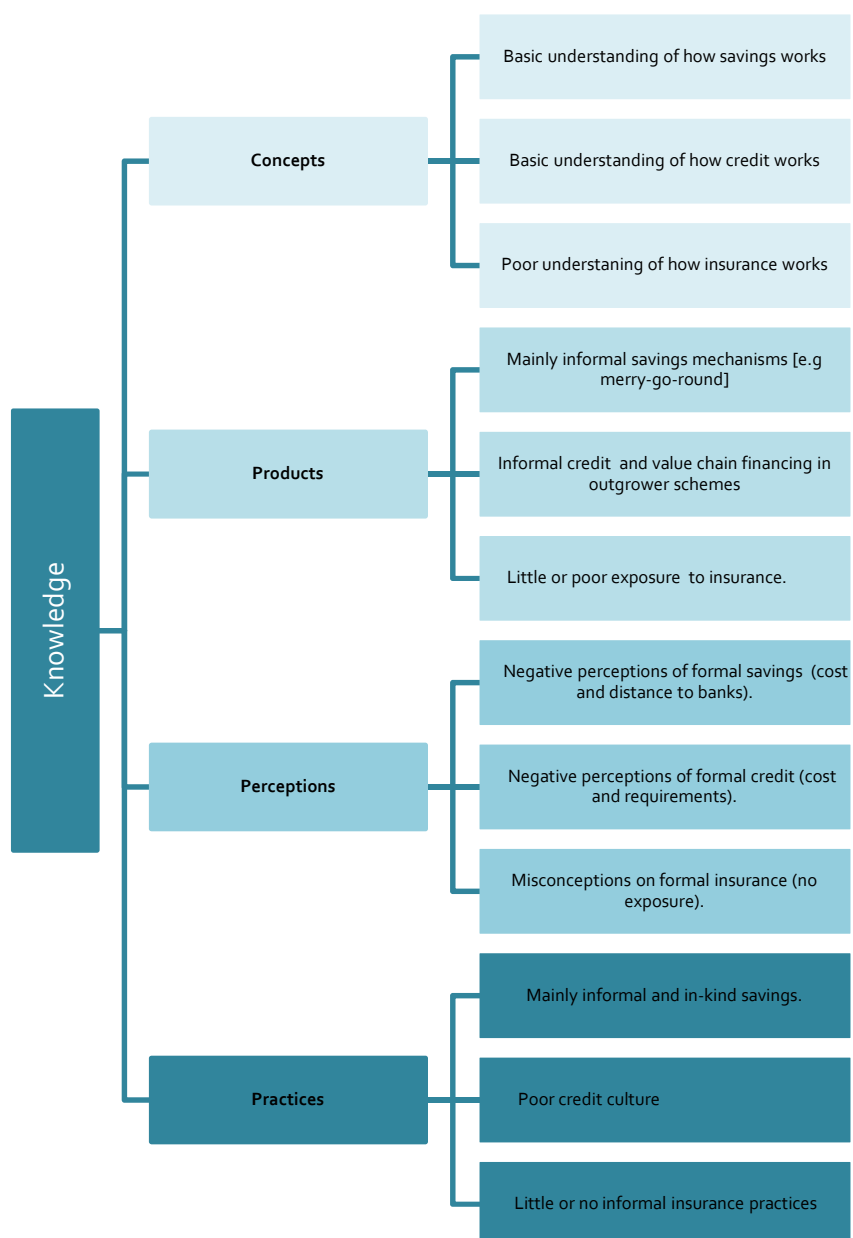 Knowledge
Concepts
Basic understanding of how savings works
Basic understanding of how credit works
Poor understaning of how insurance works
Products
Mainly informal savings mechanisms [e.g
merry-go-round]
Informal credit and value chain financing in
outgrower schemes
Little or poor exposure to insurance.
Perceptions
Negative perceptions of formal savings (cost
and distance to banks).
Negative perceptions of formal credit (cost
and requirements).
Misconceptions on formal insurance (no
exposure).
Practices
Mainly informal and in-kind savings.
Poor credit culture
Little or no informal insurance practices